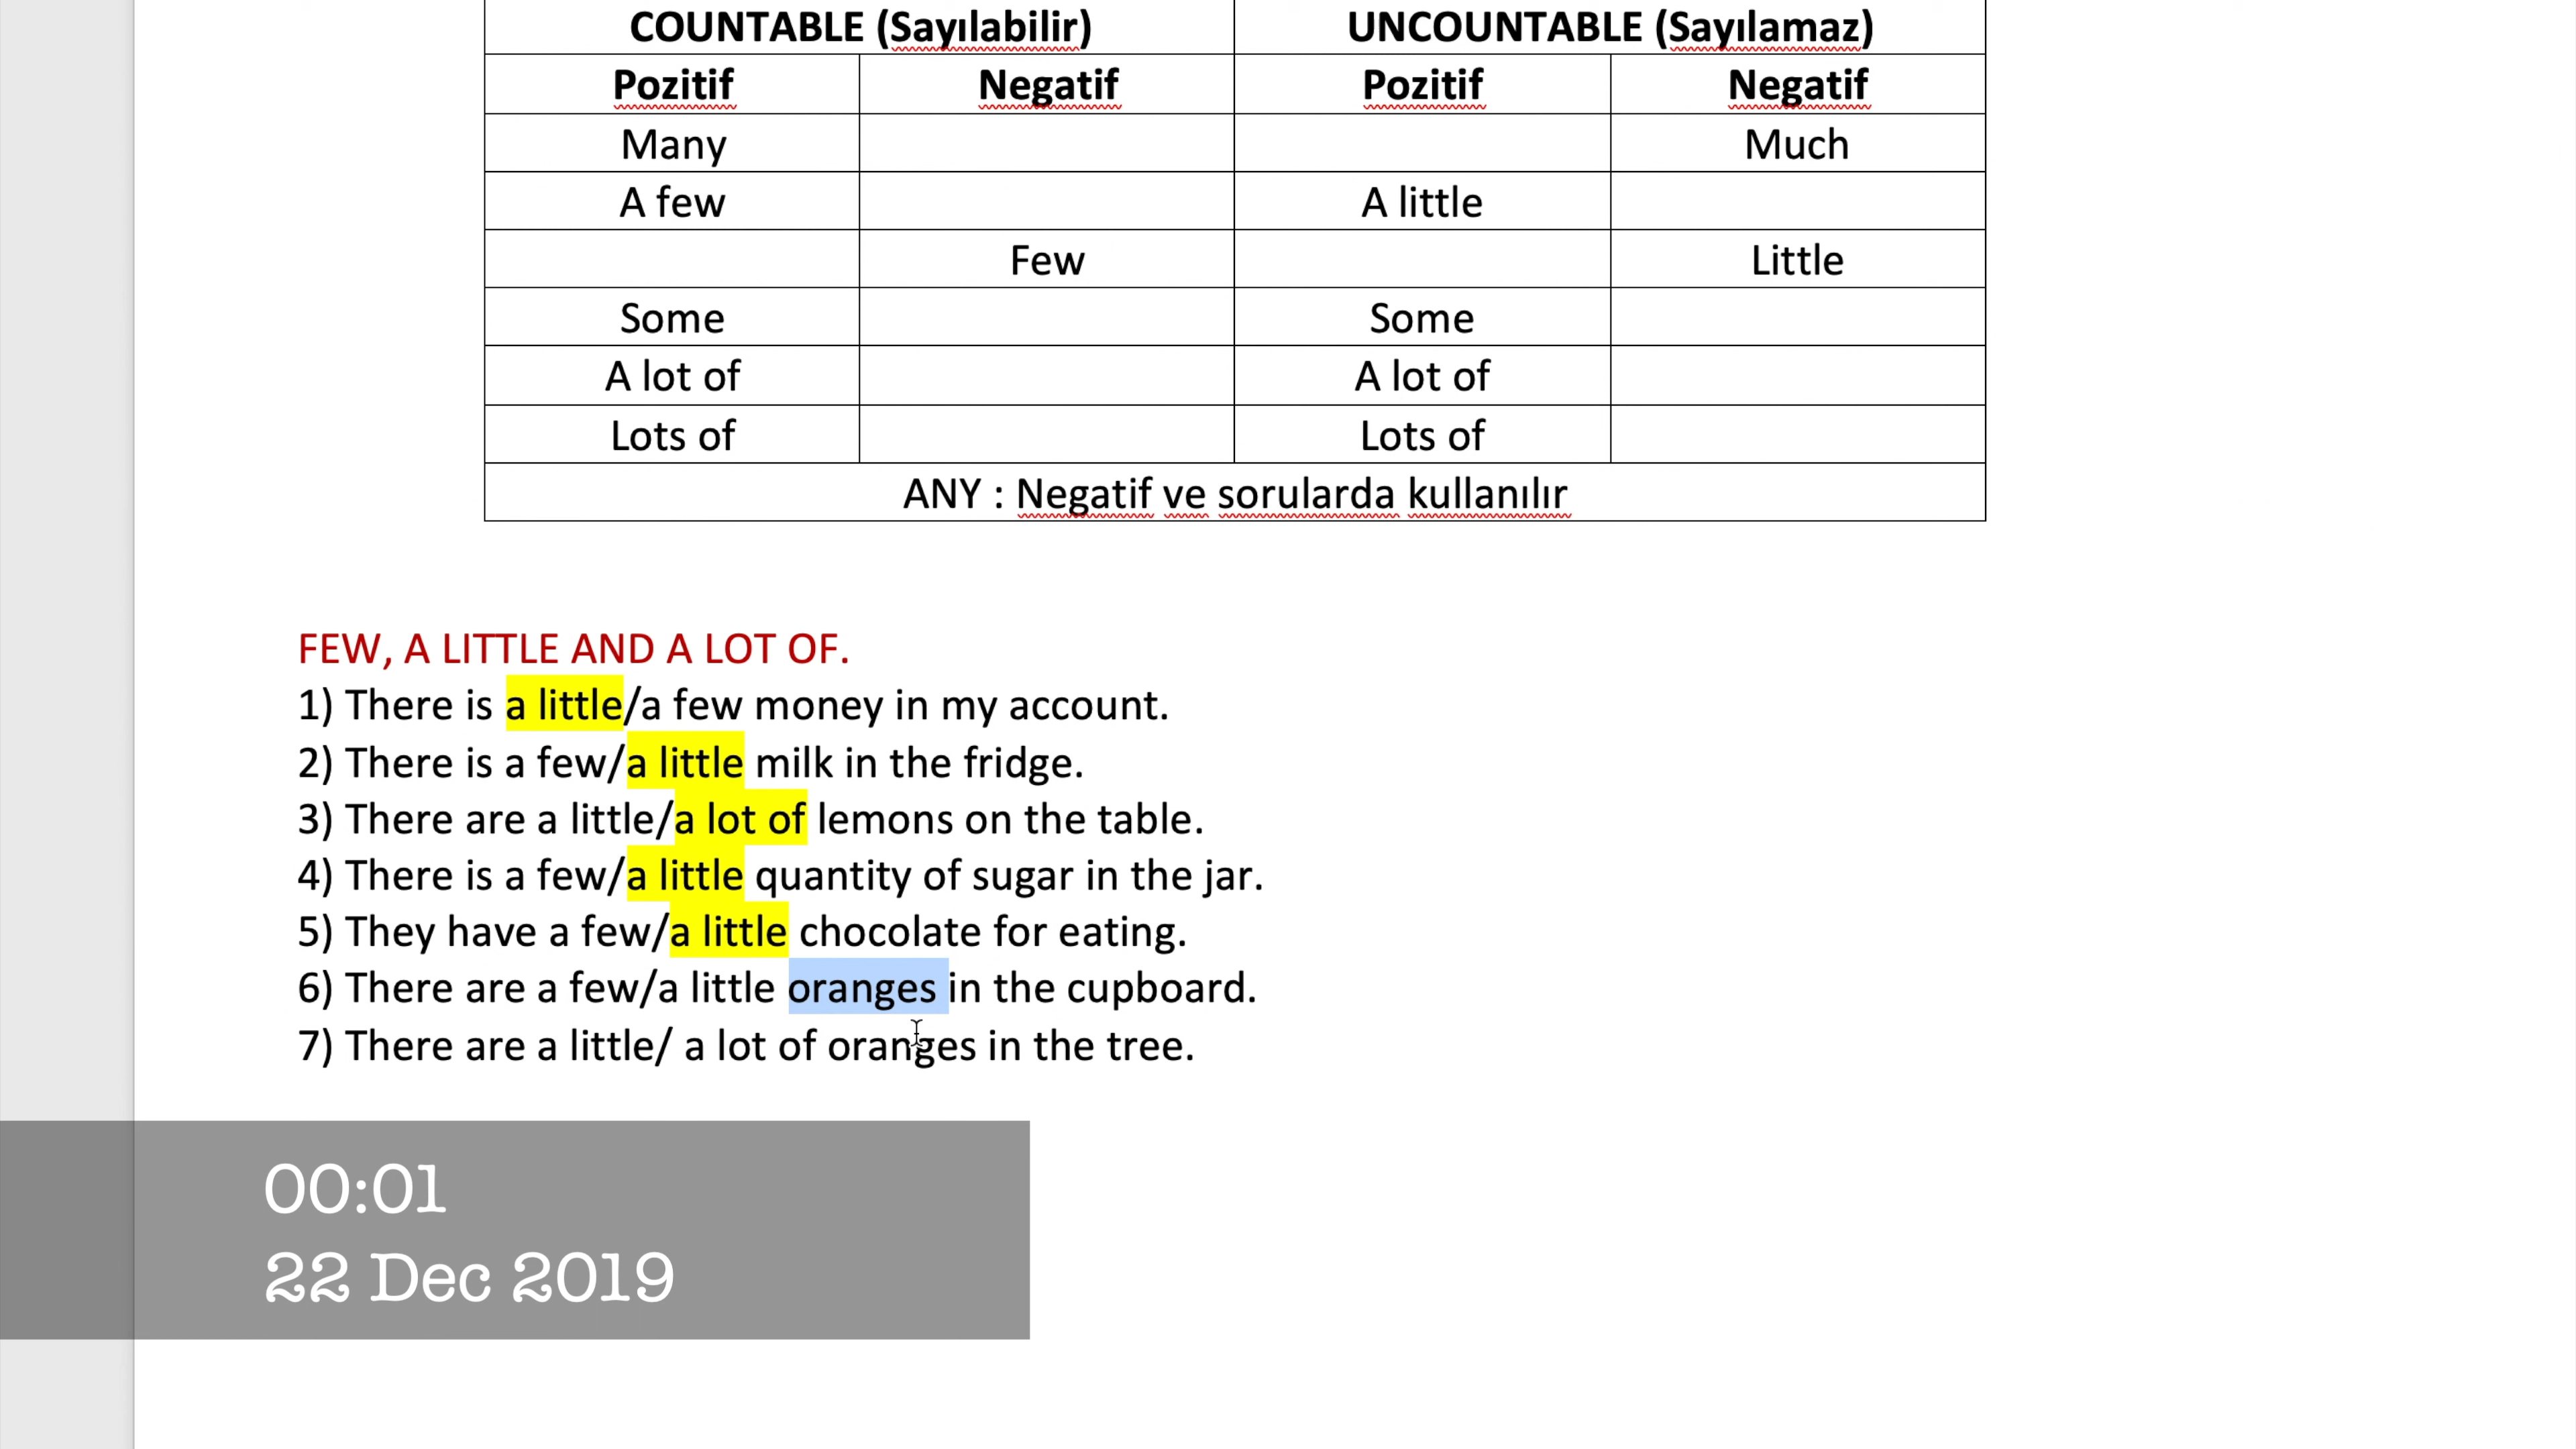 COUNTABLE (Sayılabilir) UNCOUNTABLE (Sayılamaz)
Pozitif Negatif Pozitif Negatif
Many Much
A few A little
Few Little
Some Some
A lot of A lot of
Lots of Lots of
ANY : Negatif ve sorularda kullanılır
FEW, A LITTLE AND A LOT OF.
1) There is a little/a few money in my account.
2) There is a few/a little milk in the fridge.
3) There are a little/a lot of lemons on the table.
4) There is a few/a little quantity of sugar in the jar.
5) They have a few/a little chocolate for eating.
6) There are a few/a little oranges in the cupboard.
7) There are a little/ a lot of oranges in the tree.
00:01
22 Dec 2019